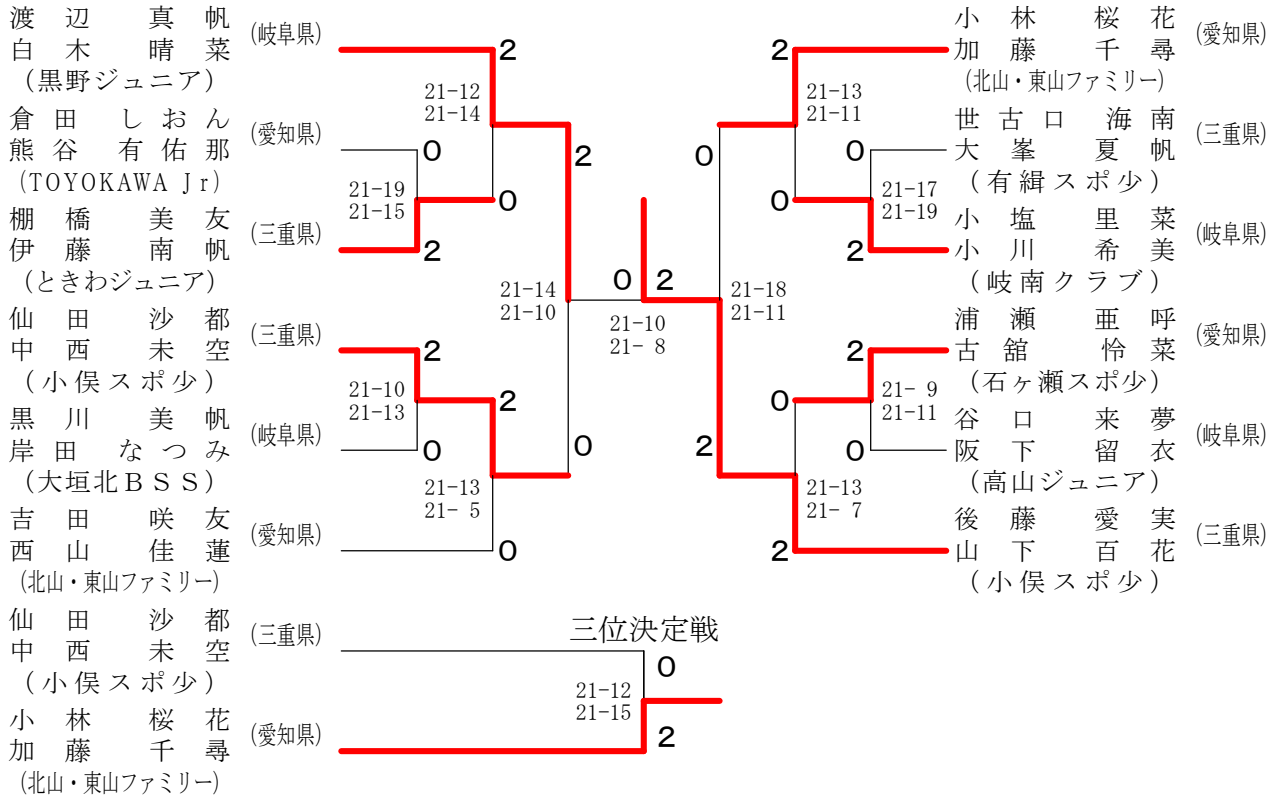 渡辺 真帆
白木 晴菜
(岐阜県)
(黒野ジュニア)
倉田 しおん
熊谷 有佑那
(愛知県)
(TOYOKAWA Jr)
棚橋 美友
伊藤 南帆
(三重県)
(ときわジュニア)
仙田 沙都
中西 未空
(三重県)
(小俣スポ少)
黒川 美帆
岸田 なつみ
(岐阜県)
(大垣北BSS)
吉田 咲友
西山 佳蓮
(愛知県)
(北山・東山ファミリー)
2
21-12
21-14
0
21-19
21-15
0
2
2
21-14
21-10
2
21-10
21-13
2
0
0
21-13
21- 5
0
0
2
21-10
21- 8
小林 桜花
加藤 千尋
(愛知県)
(北山・東山ファミリー)
世古口 海南
大峯 夏帆
(三重県)
(有緝スポ少)
小塩 里菜
小川 希美
(岐阜県)
(岐南クラブ)
浦瀬 亜呼
古舘 怜菜
(愛知県)
(石ヶ瀬スポ少)
谷口 来夢
阪下 留衣
(岐阜県)
(高山ジュニア)
後藤 愛実
山下 百花
(三重県)
(小俣スポ少)
2
21-13
21-11
0
0
21-17
21-19
0
2
21-18
21-11
2
0
21- 9
21-11
2
0
21-13
21- 7
2
三位決定戦
仙田 沙都
中西 未空
(三重県)
(小俣スポ少)
小林 桜花
加藤 千尋
(愛知県)
(北山・東山ファミリー)
0
21-12
21-15
2